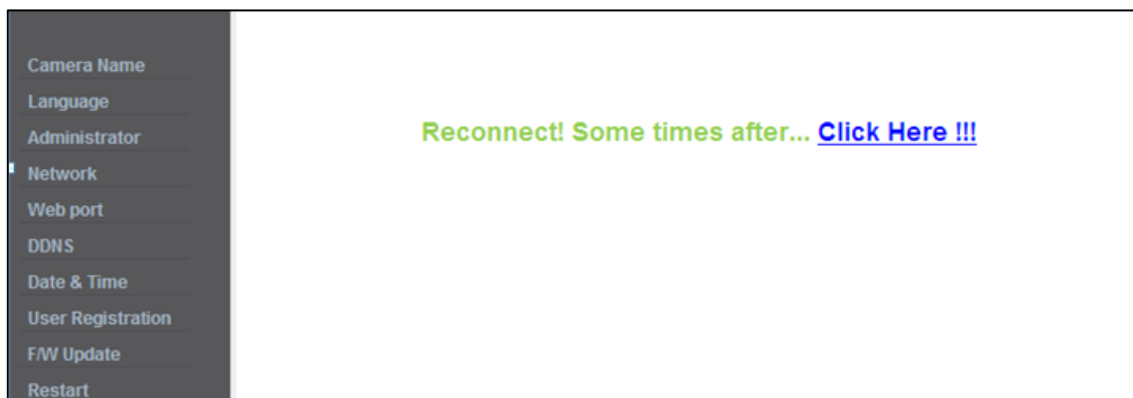 Camera Name
Language
Administrator
Network
Web port
DDNS
Date & Time
User Registration
F/W Update
Restart
Reconnect! Some times after... Click Here !!!